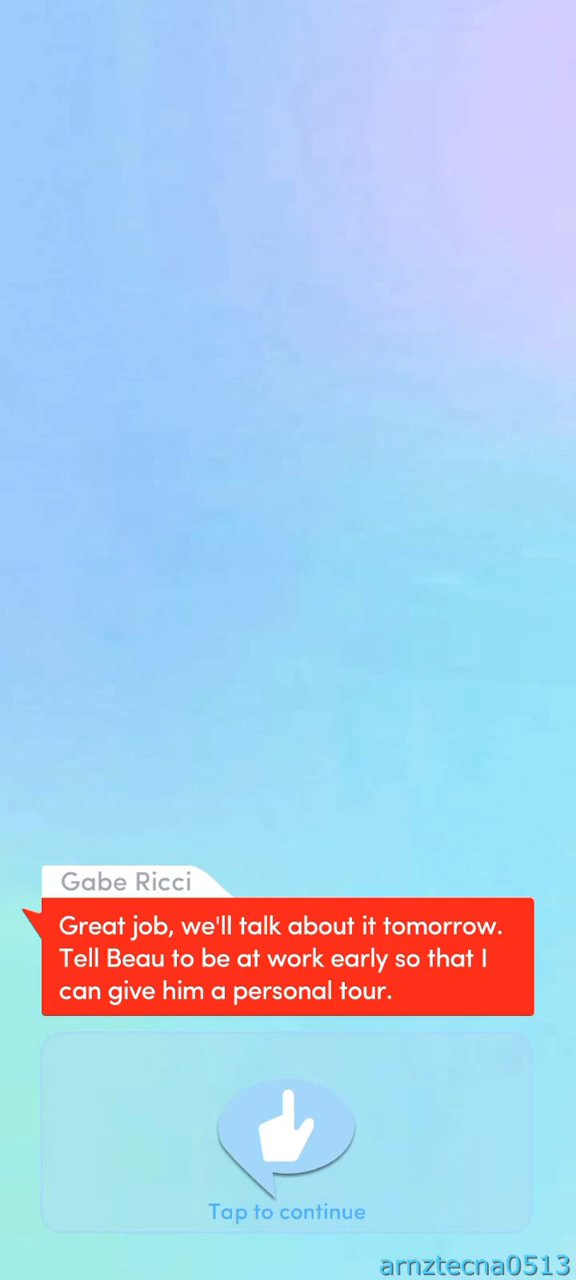 Gabe Ricci
Great job, we'll talk about it tomorrow.
Tell Beau to be at work early so that I
can give him a personal tour.
Tap to continue
arnztecna0513